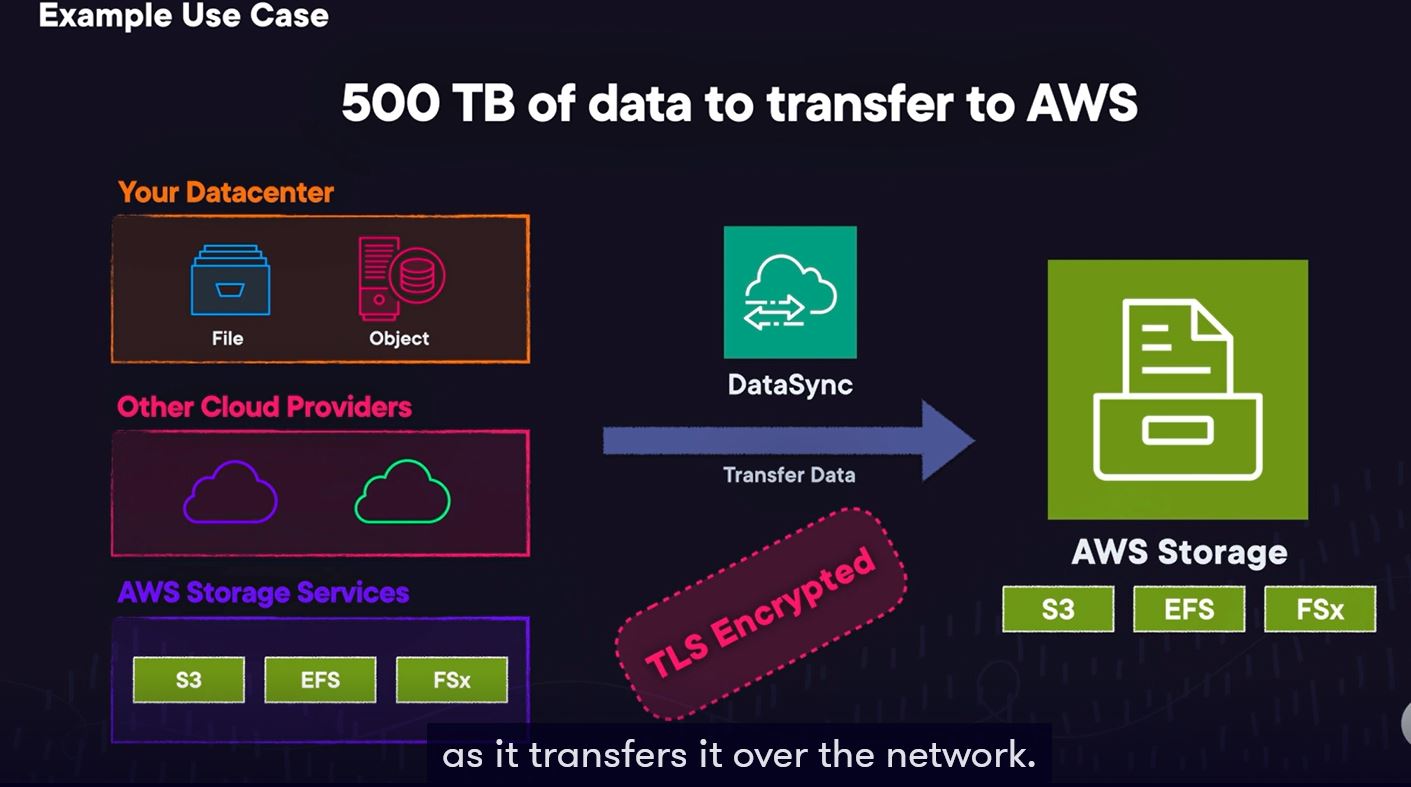 Example Use Case
500 TB of data to transfer to AWS
Your Datacenter
File
Object
Other Cloud Providers
AWS Storage Services
S3
EFS
FSx
DataSync
Transfer Data
TLS Encrypted
AWS Storage
S3
EFS
FSx
as it transfers it over the network.